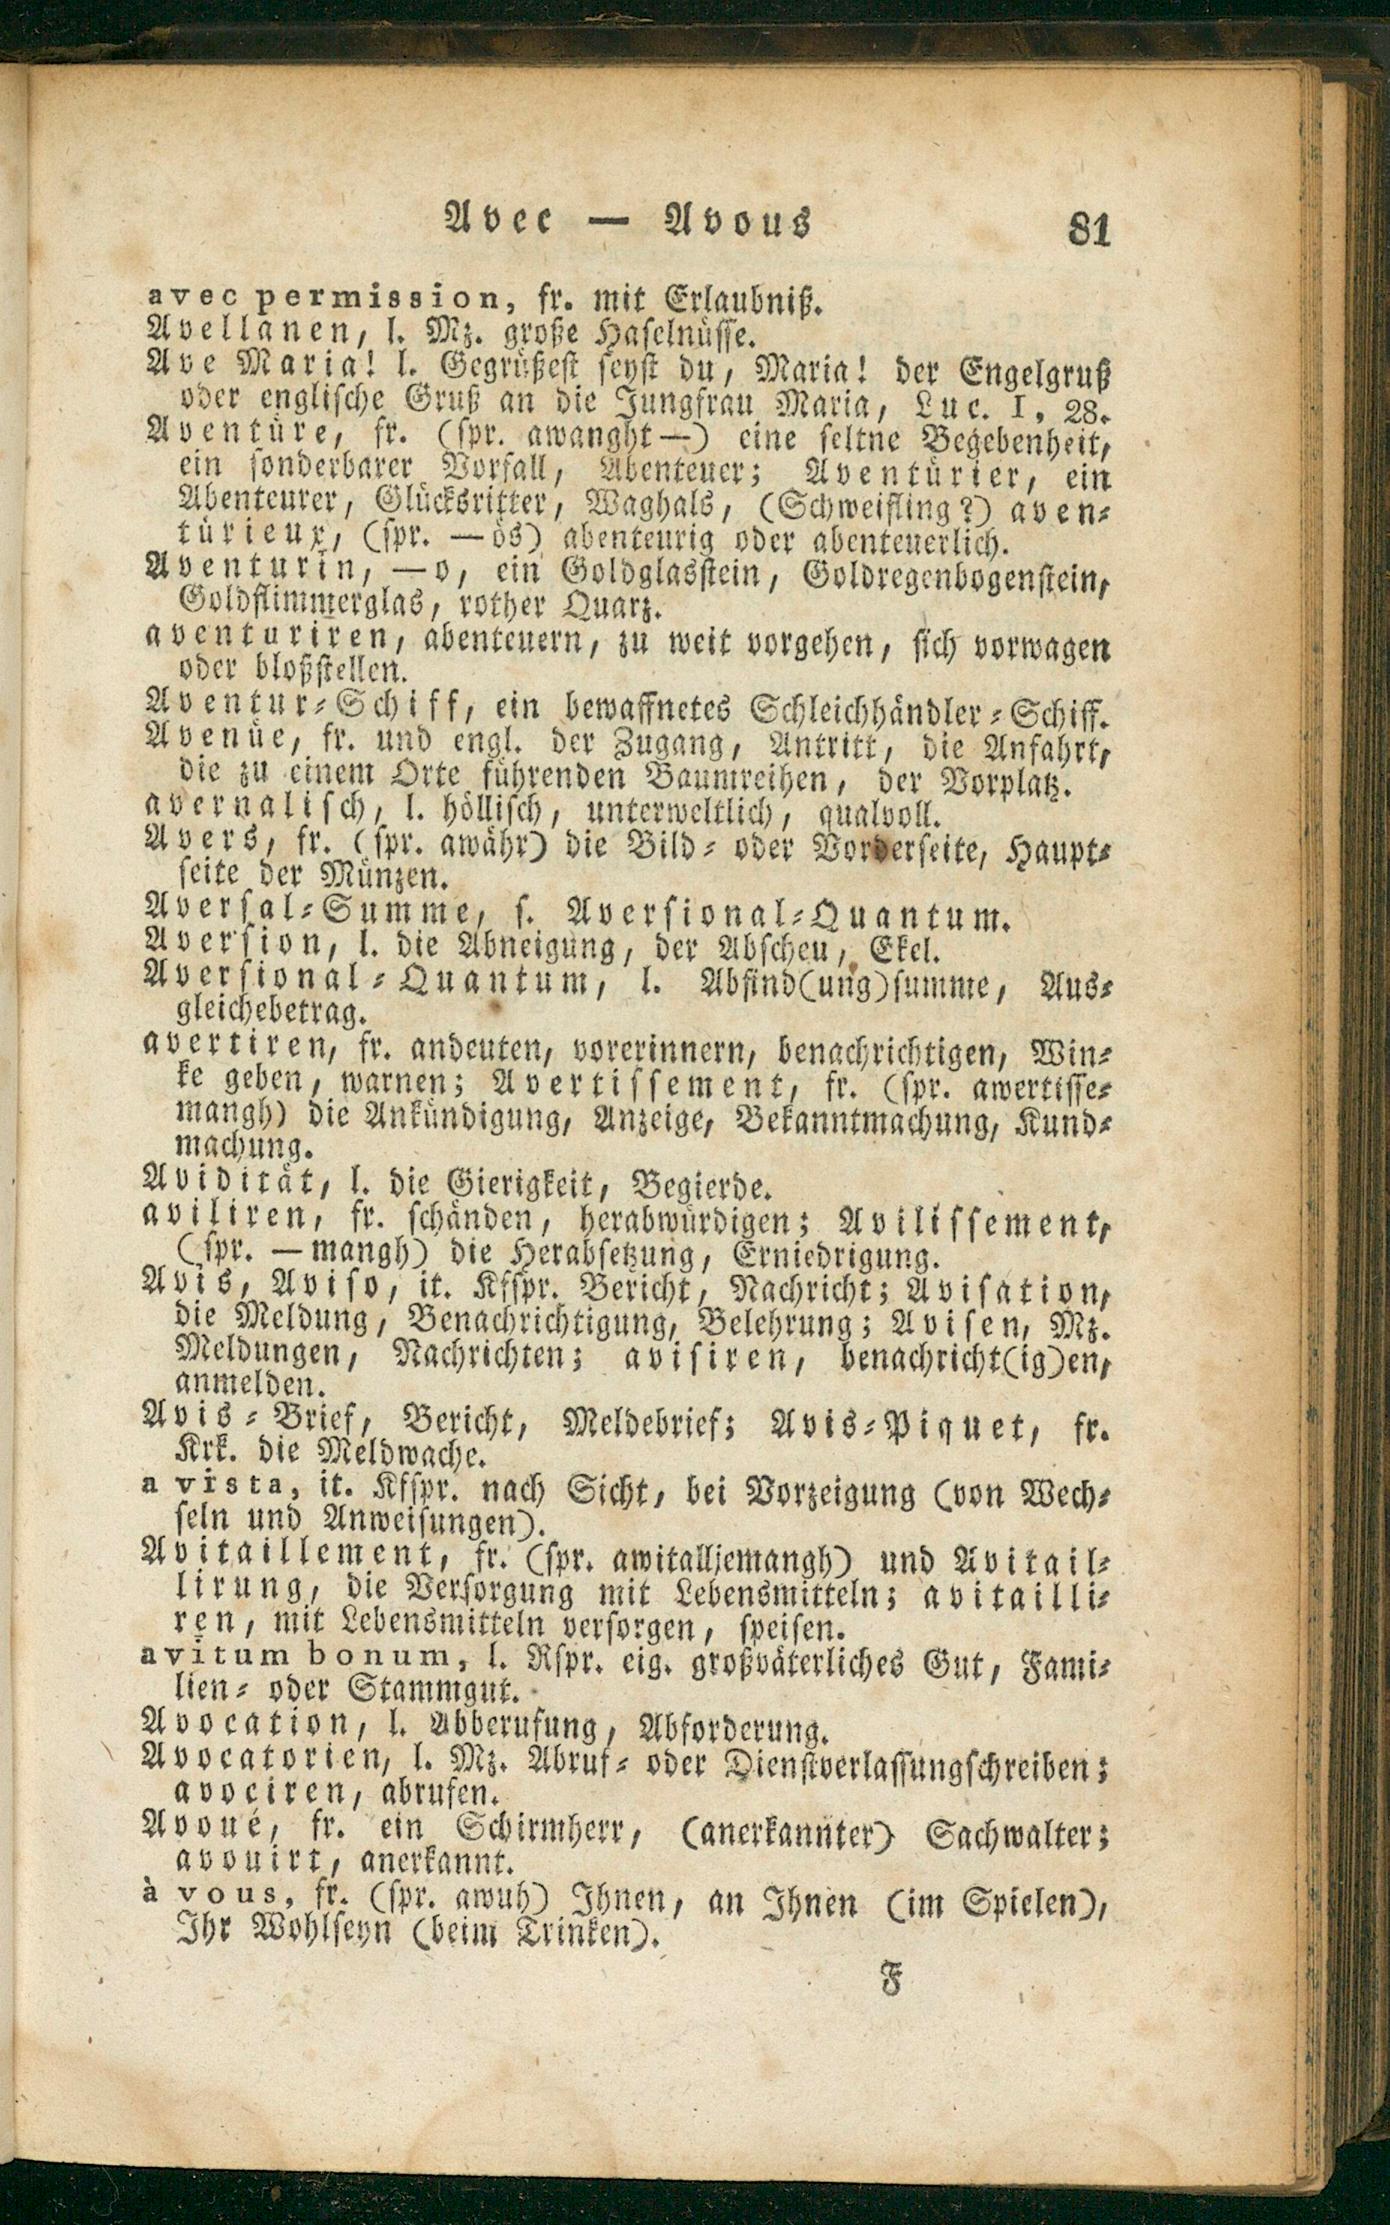 Avec — Avous 81
avec permission, fr. mit Erlaubniß.
Avellanen, l. Mz. große Haselnüsse.
Ave Maria! l. Gegrüßest seyst du, Maria! der Engelgruß
oder englische Gruß an die Jungfrau Maria, Luc. I, 28.
Aventüre, fr. (spr. awanght—) eine seltne Begebenheit,
ein sonderbarer Vorfall, Abenteuer; Aventürier, ein
Abenteurer, Glücksritter, Waghals, (Schweifling?) aven-
türieux, (spr. —ös) abenteurig oder abenteuerlich.
Aventurin, —o, ein Goldglasstein, Goldregenbogenstein,
Goldflimmerglas, rother Quarz.
aventuriren, abenteuern, zu weit vorgehen, sich vorwagen
oder bloßstellen.
Aventur-Schiff, ein bewaffnetes Schleichhändler-Schiff.
Avenüe, fr. und engl. der Zugang, Antritt, die Anfahrt,
die zu einem Orte führenden Baumreihen, der Vorplatz.
avernalisch, l. höllisch, unterweltlich, qualvoll.
Avers, fr. (spr. awähr) die Bild- oder Vorderseite, Haupt-
seite der Münzen.
Aversal-Summe, s. Aversional-Quantum.
Aversion, l. die Abneigung, der Abscheu, Ekel.
Aversional-Quantum, l. Abfind(ung)summe, Aus-
gleichebetrag.
avertiren, fr. andeuten, vorerinnern, benachrichtigen, Win-
ke geben, warnen; Avertissement, fr. (spr. awertisse-
mangh) die Ankündigung, Anzeige, Bekanntmachung, Kund-
machung.
Avidität, l. die Gierigkeit, Begierde.
aviliren, fr. schänden, herabwürdigen; Avilissement,
(spr. —mangh) die Herabsetzung, Erniedrigung.
Avis, Aviso, it. Kfspr. Bericht, Nachricht; Avisation,
die Meldung, Benachrichtigung, Belehrung; Avisen, Mz.
Meldungen, Nachrichten; avisiren, benachricht(ig)en,
anmelden.
Avis-Brief, Bericht, Meldebrief; Avis-Piquet, fr.
Krk. die Meldwache.
a vista, it. Kfspr. nach Sicht, bei Vorzeigung (von Wech-
seln und Anweisungen).
Avitaillement, fr. (spr. awitalljemangh) und Avitail-
lirung, die Versorgung mit Lebensmitteln; avitailli-
ren, mit Lebensmitteln versorgen, speisen.
avitum bonum, l. Rspr. eig. großväterliches Gut, Fami-
lien- oder Stammgut.
Avocation, l. Abberufung, Abforderung.
Avocatorien, l. Mz. Abruf- oder Dienstverlassungschreiben;
avociren, abrufen.
Avoué, fr. ein Schirmherr, (anerkannter) Sachwalter;
avouirt, anerkannt.
à vous, fr. (spr. awuh) Ihnen, an Ihnen (im Spielen),
Ihr Wohlseyn (beim Trinken).
F